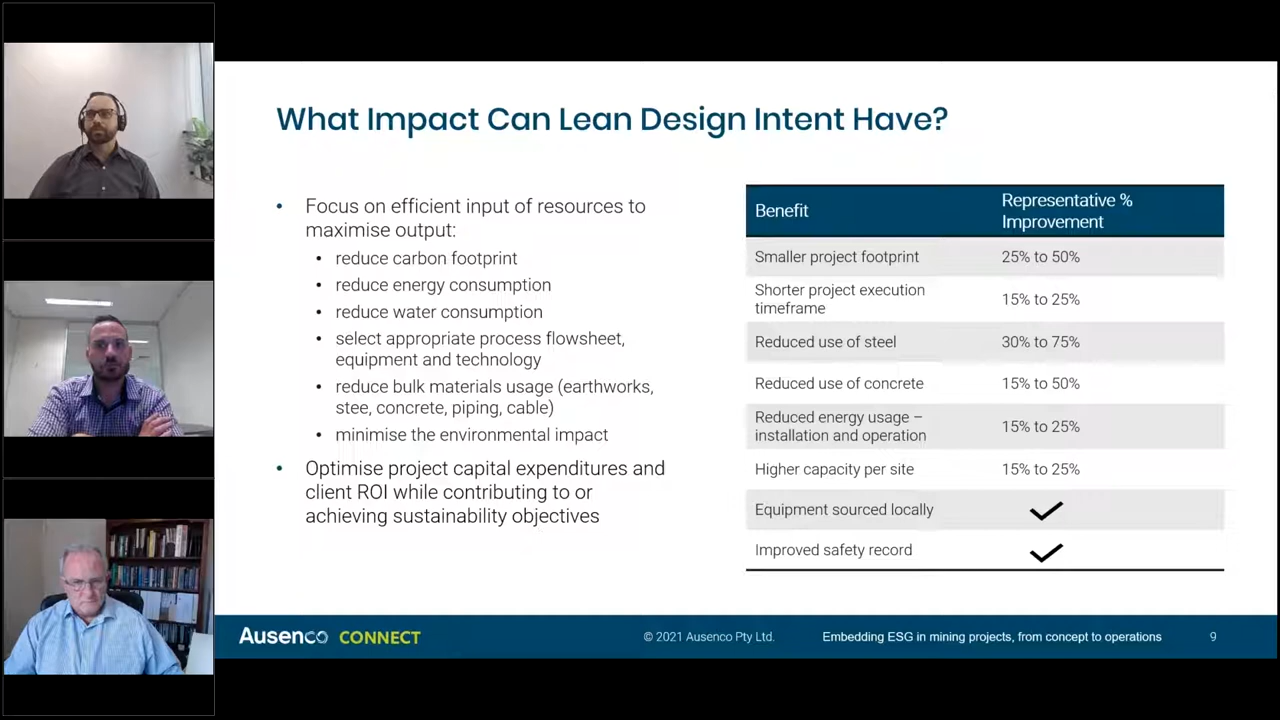 What Impact Can Lean Design Intent Have?
• Focus on efficient input of resources to
maximise output:
• reduce carbon footprint
• reduce energy consumption
• reduce water consumption
• select appropriate process flowsheet,
equipment and technology
• reduce bulk materials usage (earthworks,
stee, concrete, piping, cable)
• minimise the environmental impact
• Optimise project capital expenditures and
client ROI while contributing to or
achieving sustainability objectives
Benefit
Representative %
Improvement
Smaller project footprint
25% to 50%
Shorter project execution
timeframe
15% to 25%
Reduced use of steel
30% to 75%
Reduced use of concrete
15% to 50%
Reduced energy usage –
installation and operation
15% to 25%
Higher capacity per site
15% to 25%
Equipment sourced locally
Improved safety record
Ausenco CONNECT
© 2021 Ausenco Pty Ltd.
Embedding ESG in mining projects, from concept to operations
9